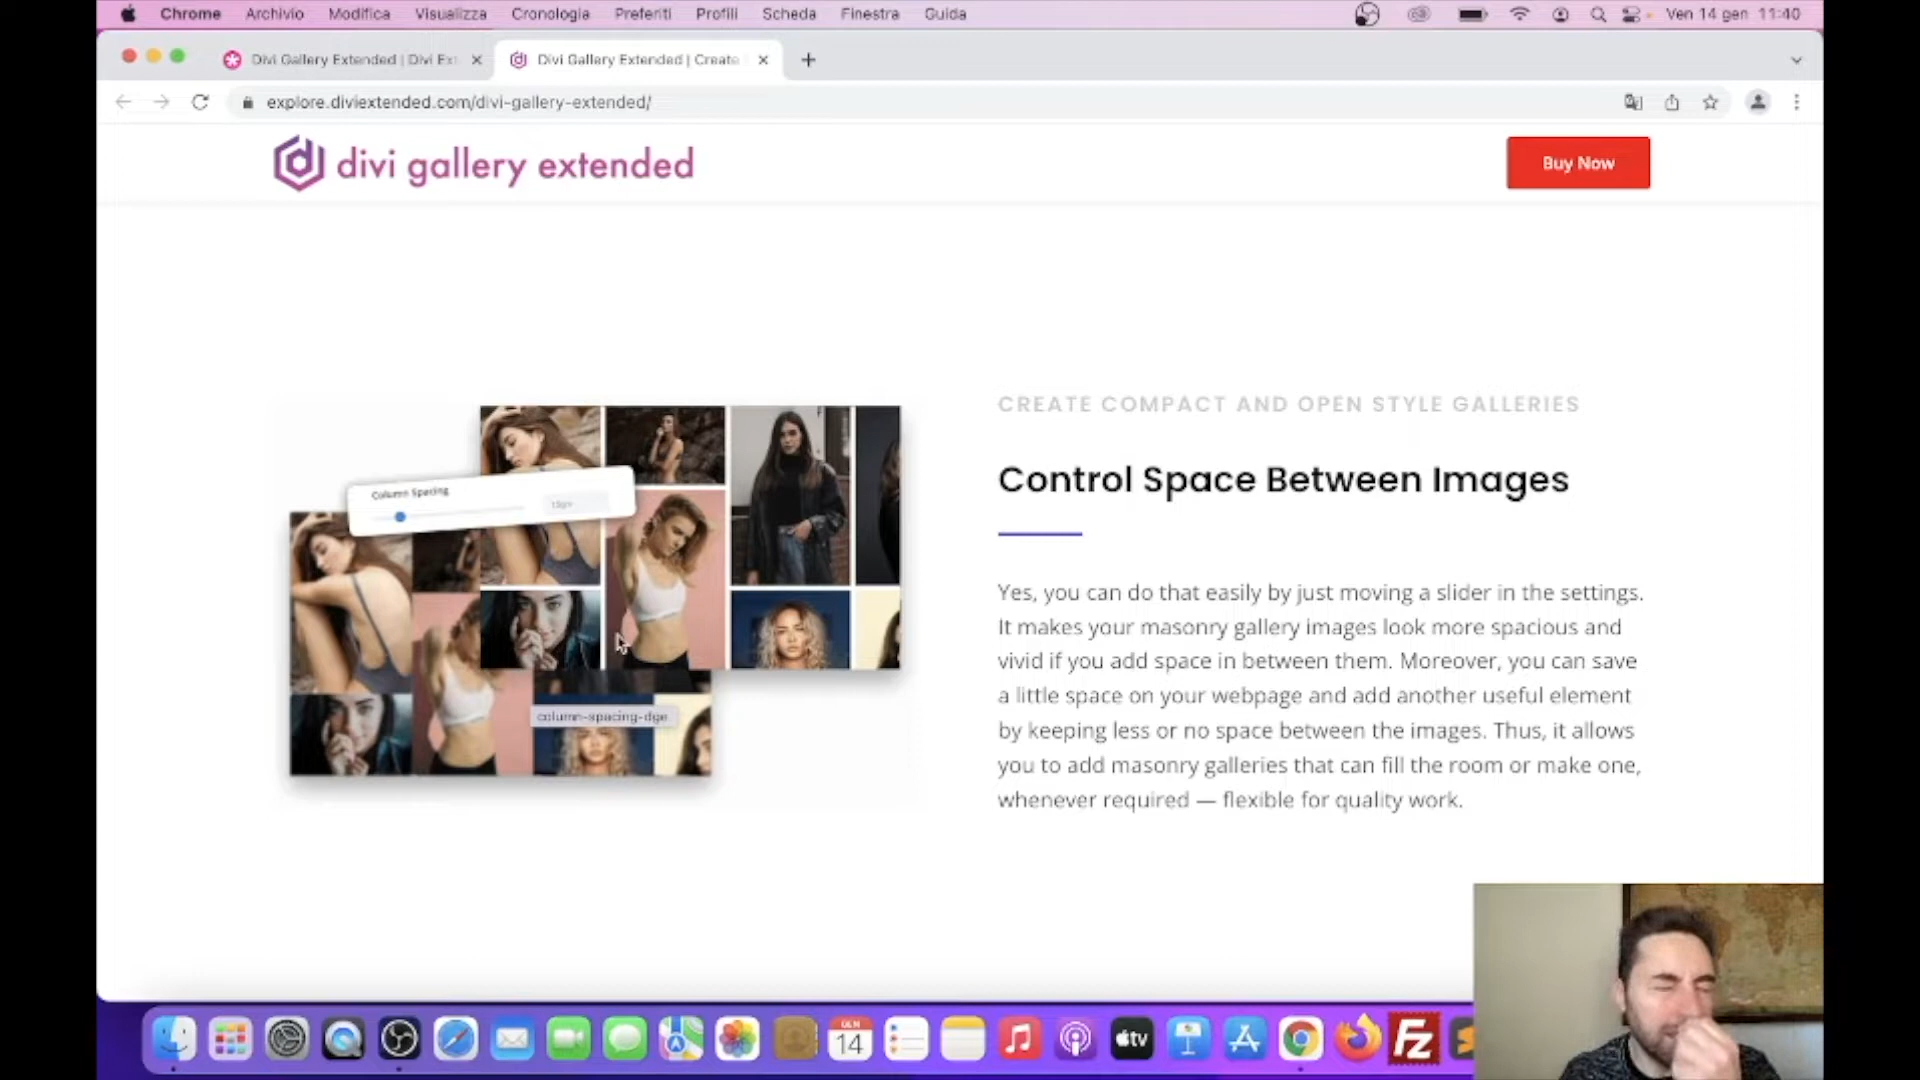 Chrome Archivio Modifica Visualizza Cronologia Preferiti Profili Scheda Finestra Guida Ven 14 gen 11:40
Divi Gallery Extended | Divi Ex
Divi Gallery Extended | Create
explore.diviextended.com/divi-gallery-extended/
divi gallery extended
Buy Now
CREATE COMPACT AND OPEN STYLE GALLERIES
Control Space Between Images
Yes, you can do that easily by just moving a slider in the settings.
It makes your masonry gallery images look more spacious and
vivid if you add space in between them. Moreover, you can save
a little space on your webpage and add another useful element
by keeping less or no space between the images. Thus, it allows
you to add masonry galleries that can fill the room or make one,
whenever required — flexible for quality work.
Column Spacing
column-spacing-dge
GEN
14
tv
FZ